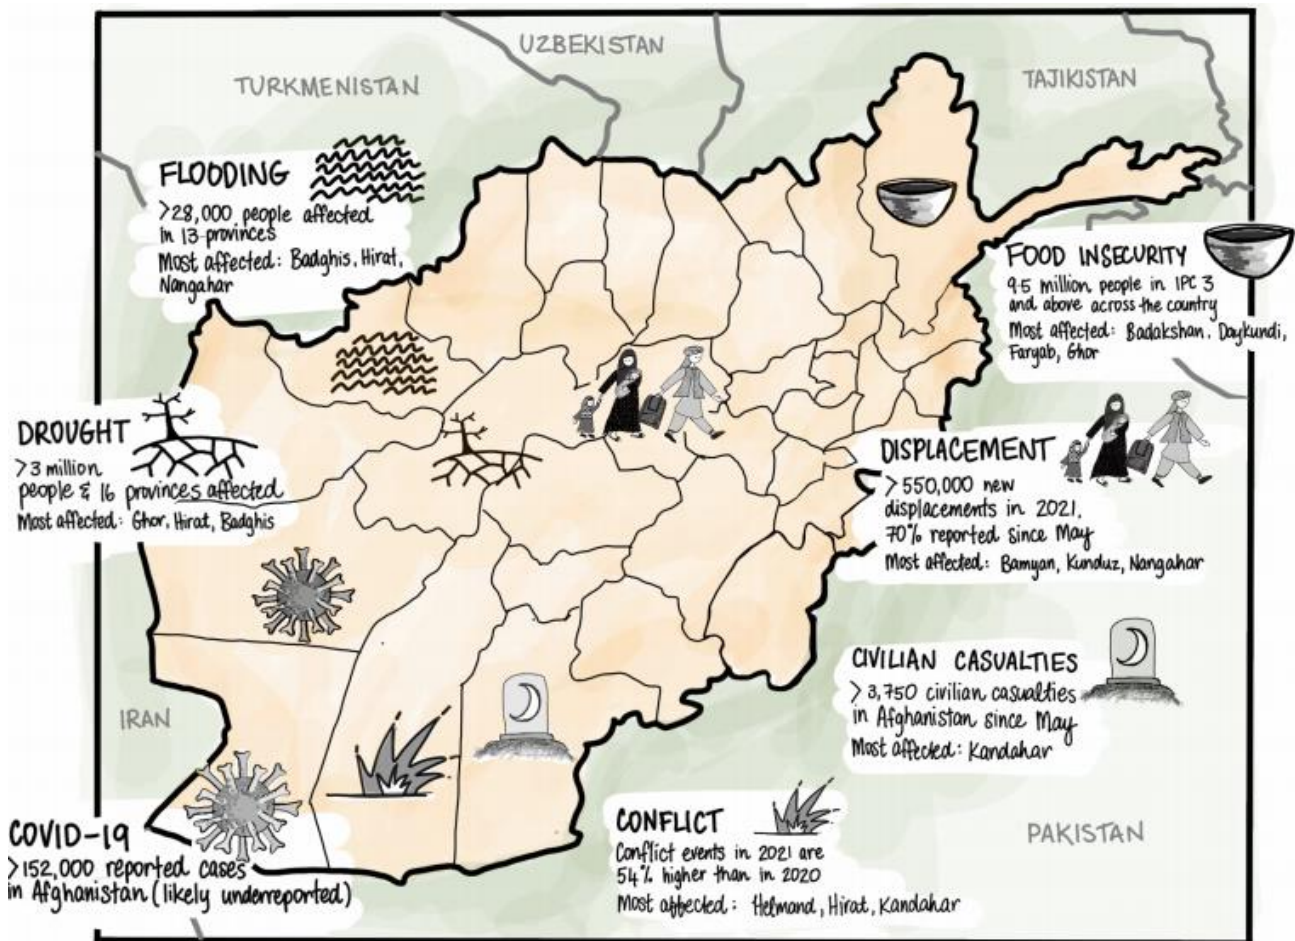 UZBEKISTAN
TURKMENISTAN
TAJIKISTAN
FLOODING
>28,000 people affected
in 13 provinces
Most affected: Badghis, Hirat,
Nangahar
FOOD INSECURITY
9.5 million people in IPC 3
and above across the country
Most affected: Badakshan, Daykundi,
Faryab, Ghor
DROUGHT
>3 million
people & 16 provinces affected
Most affected: Ghor, Hirat, Badghis
DISPLACEMENT
>550,000 new
displacements in 2021,
70% reported since May
Most affected: Bamyan, Kunduz, Nangahar
CIVILIAN CASUALTIES
>3,750 civilian casualties
in Afghanistan since May
Most affected: Kandahar
IRAN
COVID-19
>152,000 reported cases
in Afghanistan (likely underreported)
CONFLICT
Conflict events in 2021 are
54% higher than in 2020
Most affected: Helmand, Hirat, Kandahar
PAKISTAN